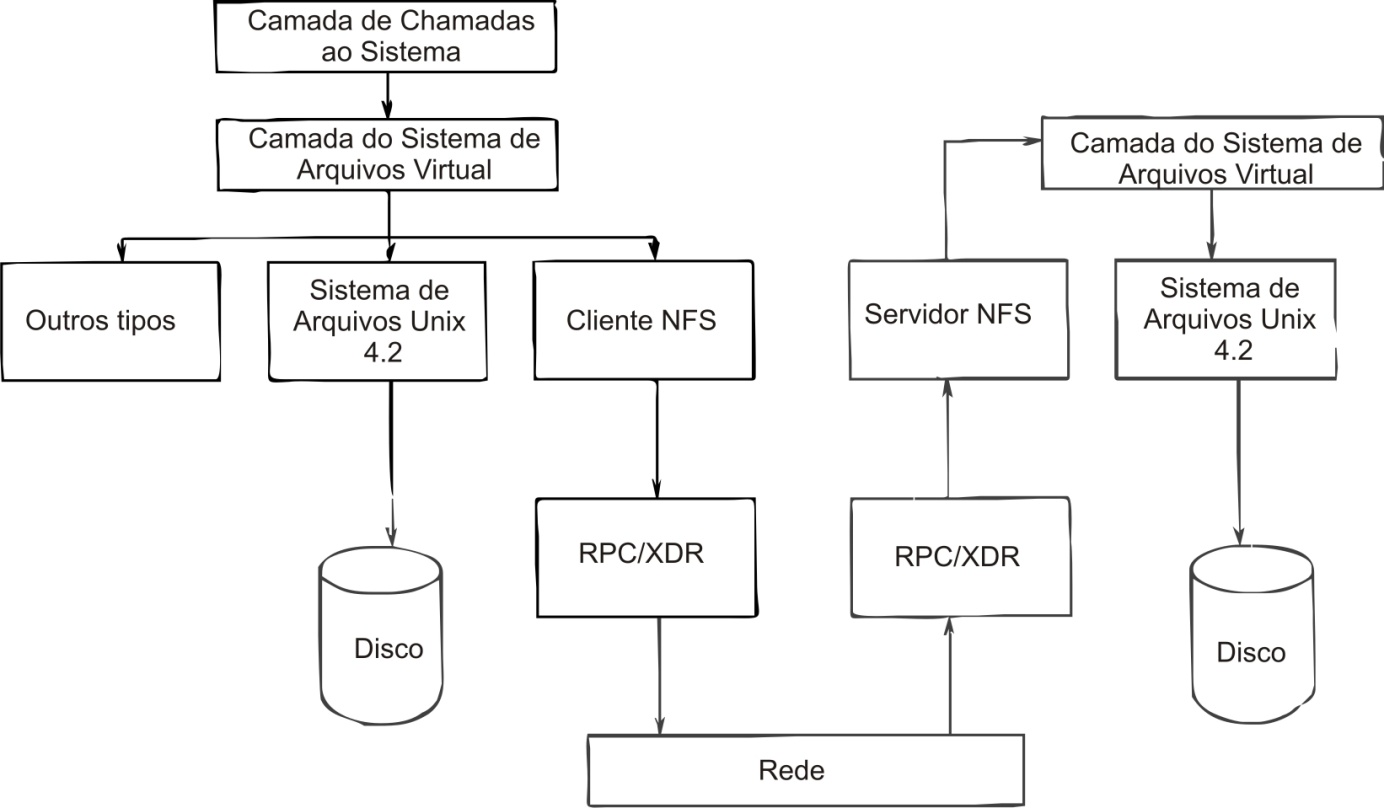 Camada de Chamadas
ao Sistema
Camada do Sistema de
Arquivos Virtual
Camada do Sistema de
Arquivos Virtual
Outros tipos
Sistema de
Arquivos Unix
4.2
Cliente NFS
Servidor NFS
Sistema de
Arquivos Unix
4.2
RPC/XDR
RPC/XDR
Disco
Disco
Rede